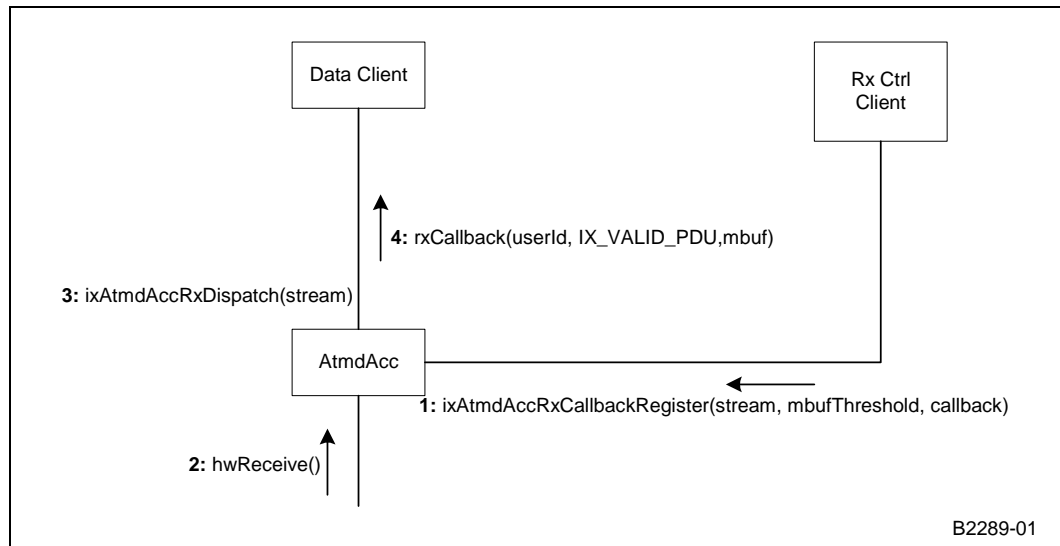 Data Client
Rx Ctrl
Client
4: rxCallback(userId, IX_VALID_PDU,mbuf)
3: ixAtmdAccRxDispatch(stream)
AtmdAcc
1: ixAtmdAccRxCallbackRegister(stream, mbufThreshold, callback)
2: hwReceive()
B2289-01